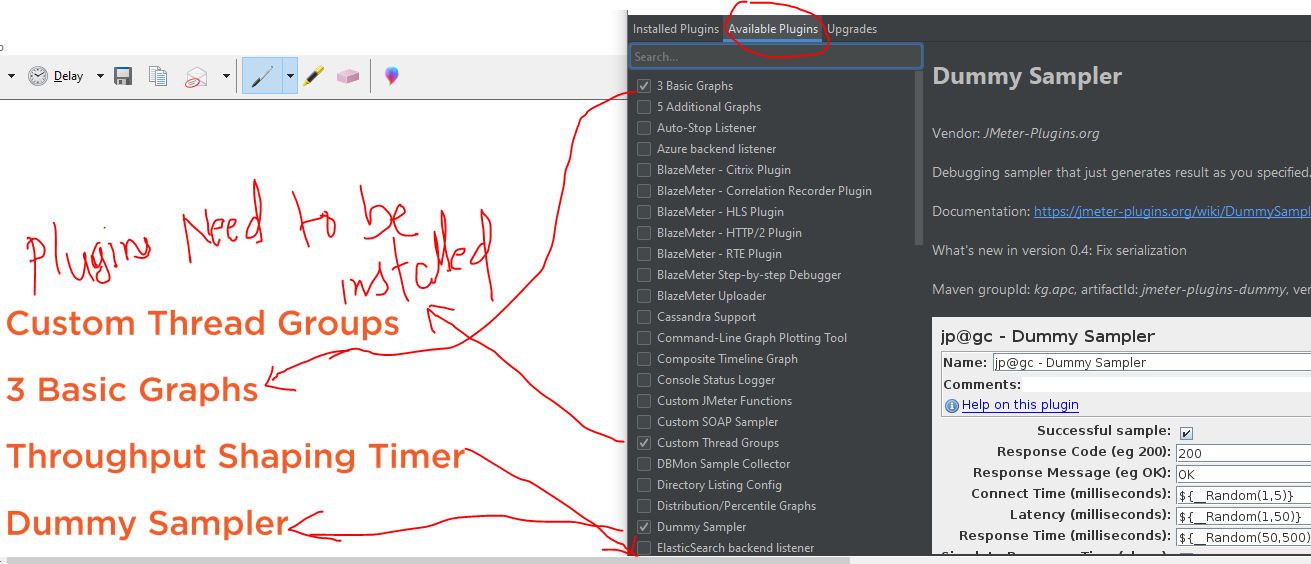 Installed Plugins Available Plugins Upgrades
Delay
Search...
3 Basic Graphs
5 Additional Graphs
Auto-Stop Listener
Azure backend listener
BlazeMeter - Citrix Plugin
BlazeMeter - Correlation Recorder Plugin
BlazeMeter - HLS Plugin
BlazeMeter - HTTP/2 Plugin
BlazeMeter - RTE Plugin
BlazeMeter Step-by-step Debugger
BlazeMeter Uploader
Cassandra Support
Command-Line Graph Plotting Tool
Composite Timeline Graph
Console Status Logger
Custom JMeter Functions
Custom SOAP Sampler
Custom Thread Groups
DBMon Sample Collector
Directory Listing Config
Distribution/Percentile Graphs
Dummy Sampler
ElasticSearch backend listener
Plugins Need to be
installed
Custom Thread Groups
3 Basic Graphs
Throughput Shaping Timer
Dummy Sampler
Dummy Sampler
Vendor: JMeter-Plugins.org
Debugging sampler that just generates result as you specified.
Documentation: https://jmeter-plugins.org/wiki/DummySampl
What's new in version 0.4: Fix serialization
Maven groupId: kg.apc, artifactId: jmeter-plugins-dummy, ver
jp@gc - Dummy Sampler
Name: jp@gc - Dummy Sampler
Comments:
Help on this plugin
Successful sample:
Response Code (eg 200): 200
Response Message (eg OK): OK
Connect Time (milliseconds): ${__Random(1,5)}
Latency (milliseconds): ${__Random(1,50)}
Response Time (milliseconds): ${__Random(50,500)